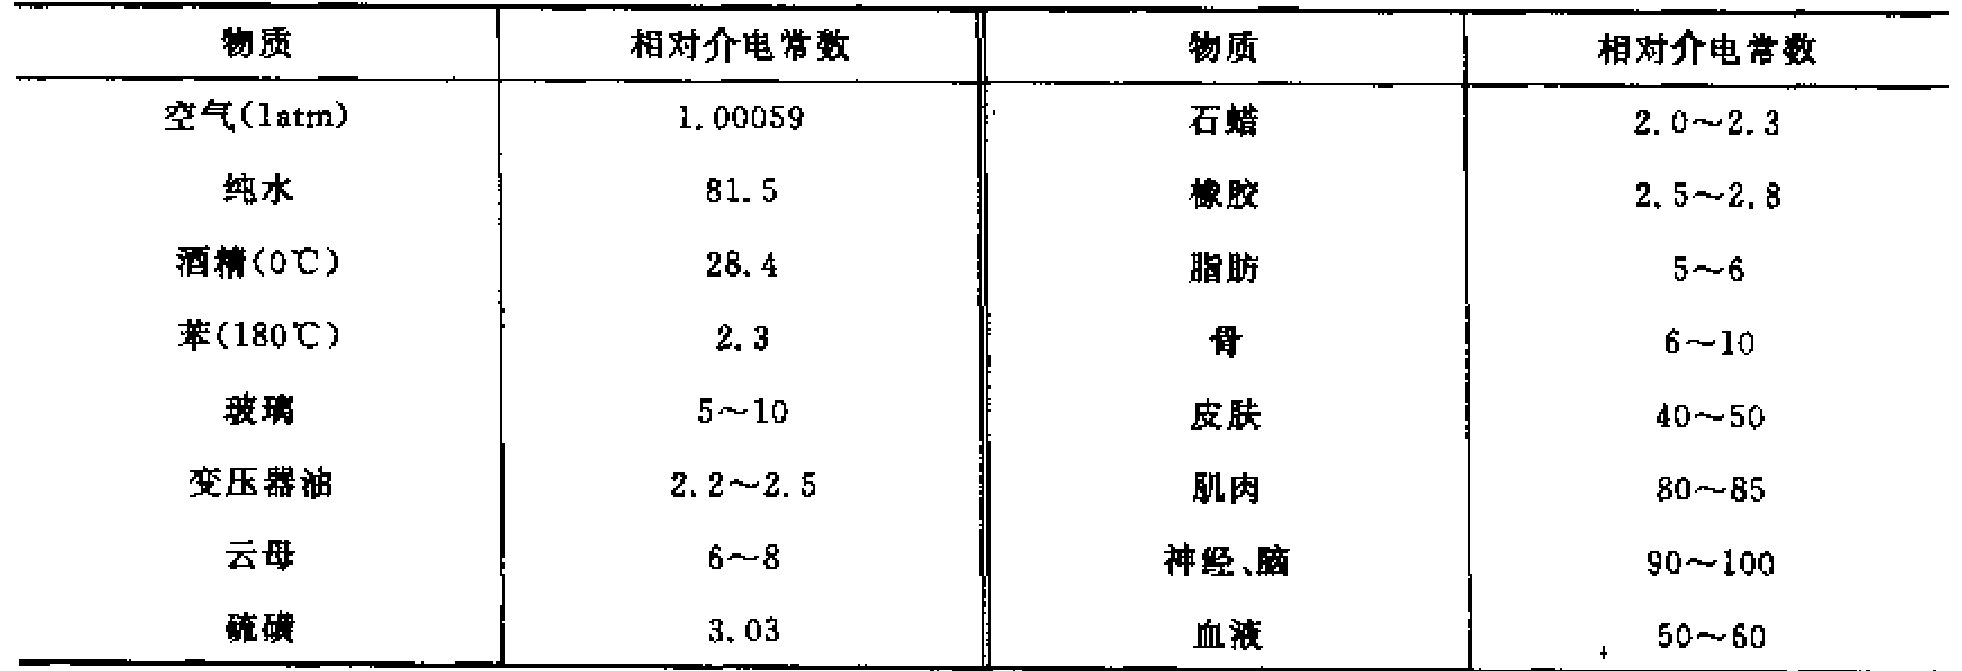 物质 相对介电常数 物质 相对介电常数
空气(1atm) 1.00059 石蜡 2.0～2.3
纯水 81.5 橡胶 2.5～2.8
酒精(0℃) 28.4 脂肪 5～6
苯(180℃) 2.3 骨 6～10
玻璃 5～10 皮肤 40～50
变压器油 2.2～2.5 肌肉 80～85
云母 6～8 神经、脑 90～100
硫磺 3.03 血液 50～60